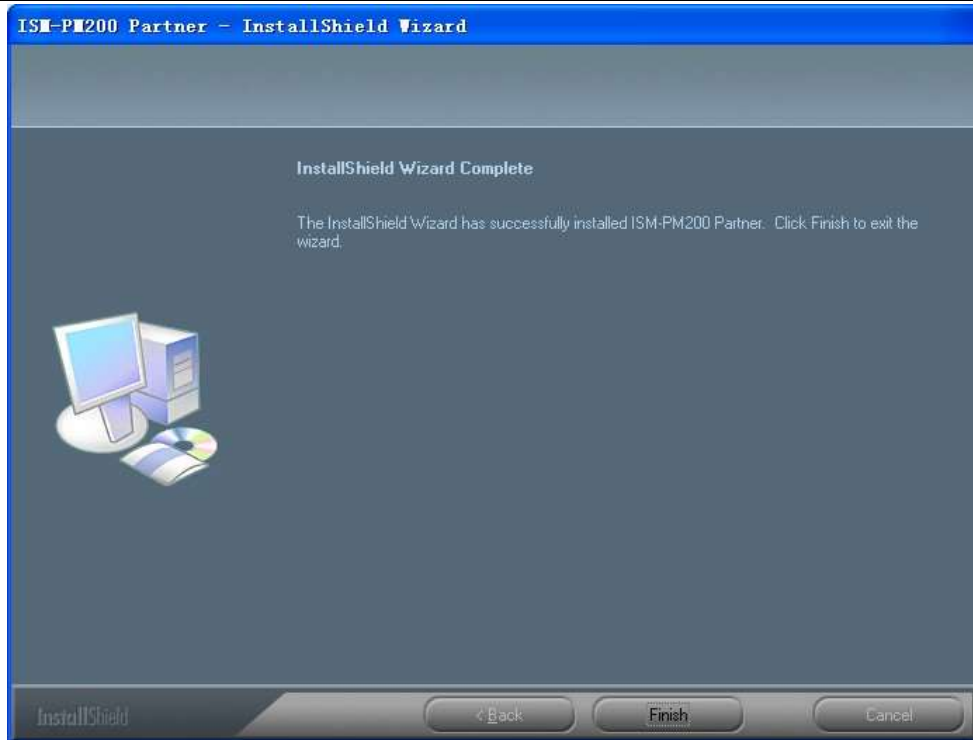 ISM-PM200 Partner - InstallShield Wizard
InstallShield Wizard Complete
The InstallShield Wizard has successfully installed ISM-PM200 Partner. Click Finish to exit the
wizard.
InstallShield
< Back
Finish
Cancel